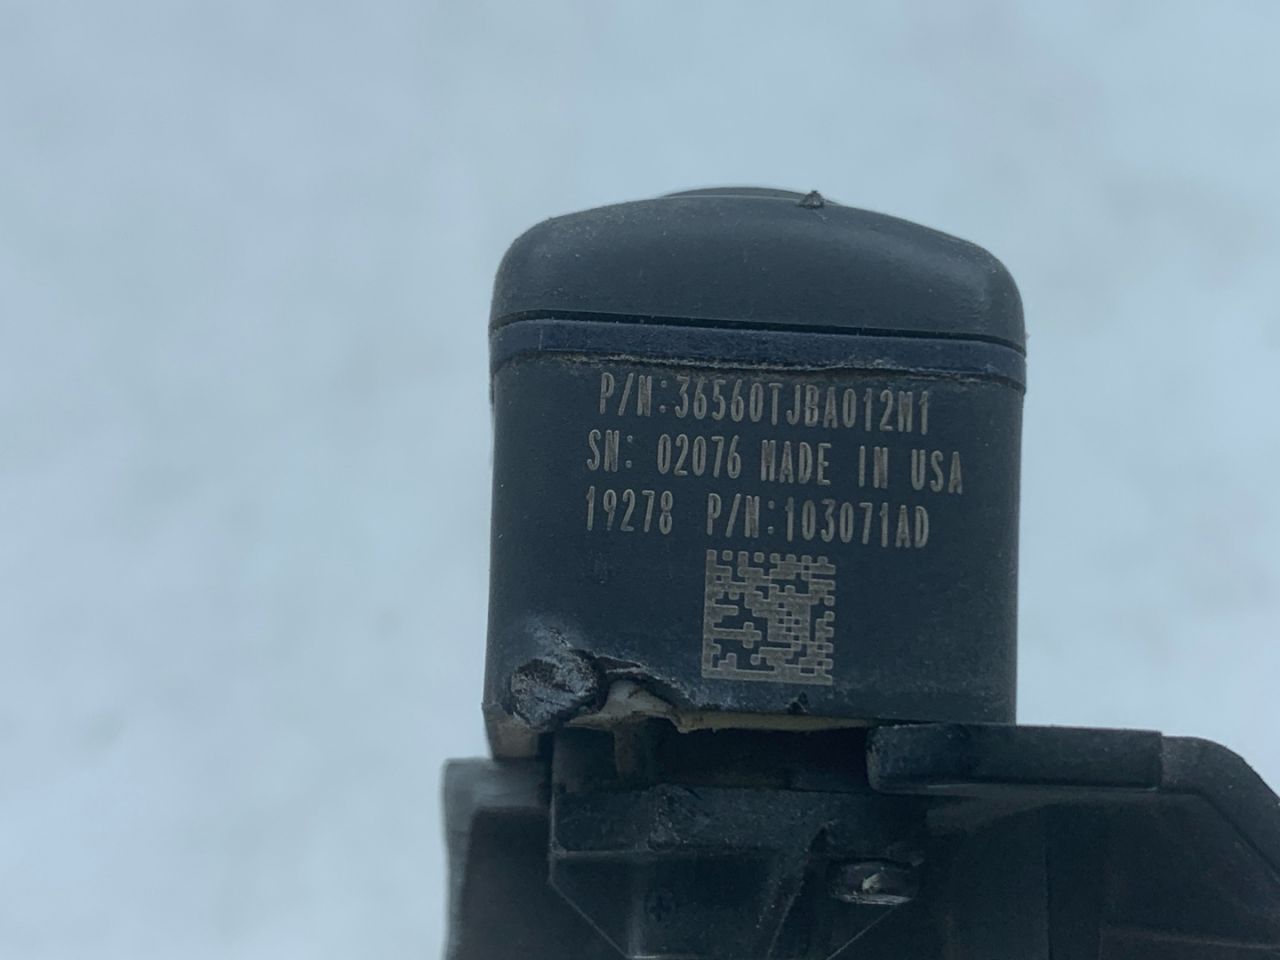 P/N:36560TJBA012M1
SN: 02076 MADE IN USA
19278 P/N:103071AD